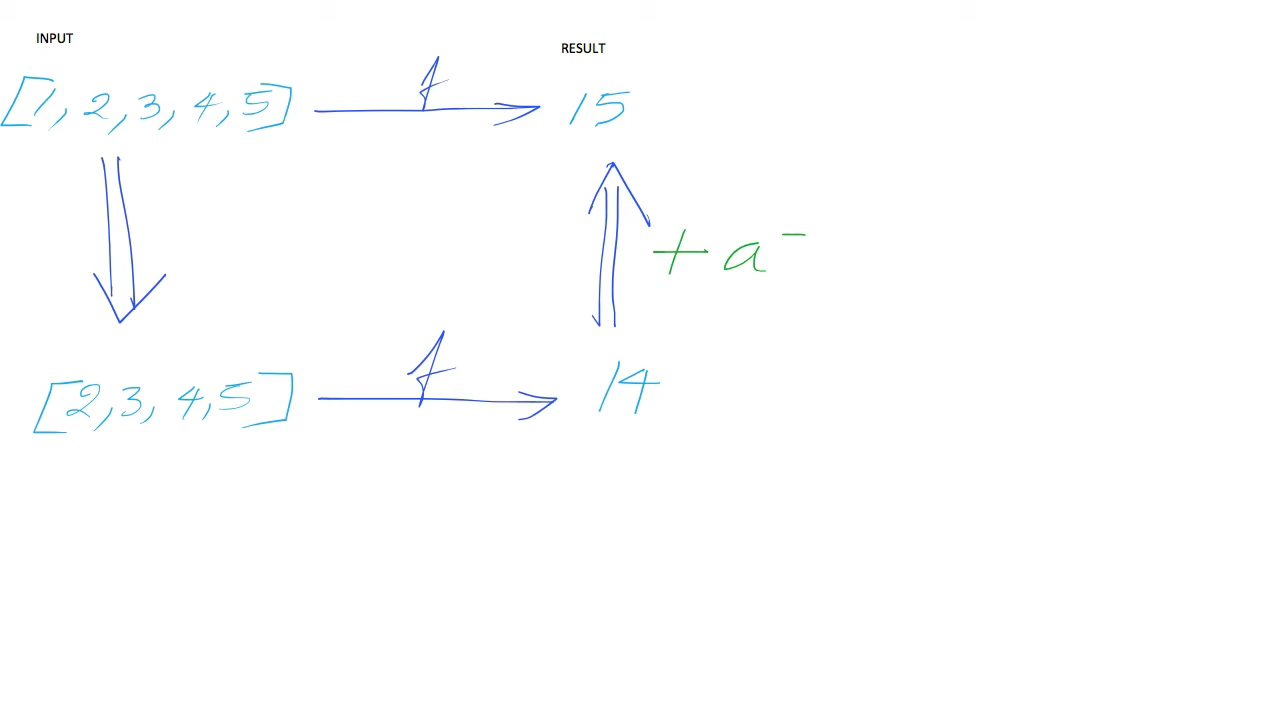 INPUT
RESULT
[1, 2, 3, 4, 5] f 15
+ a
[2, 3, 4, 5] f 14